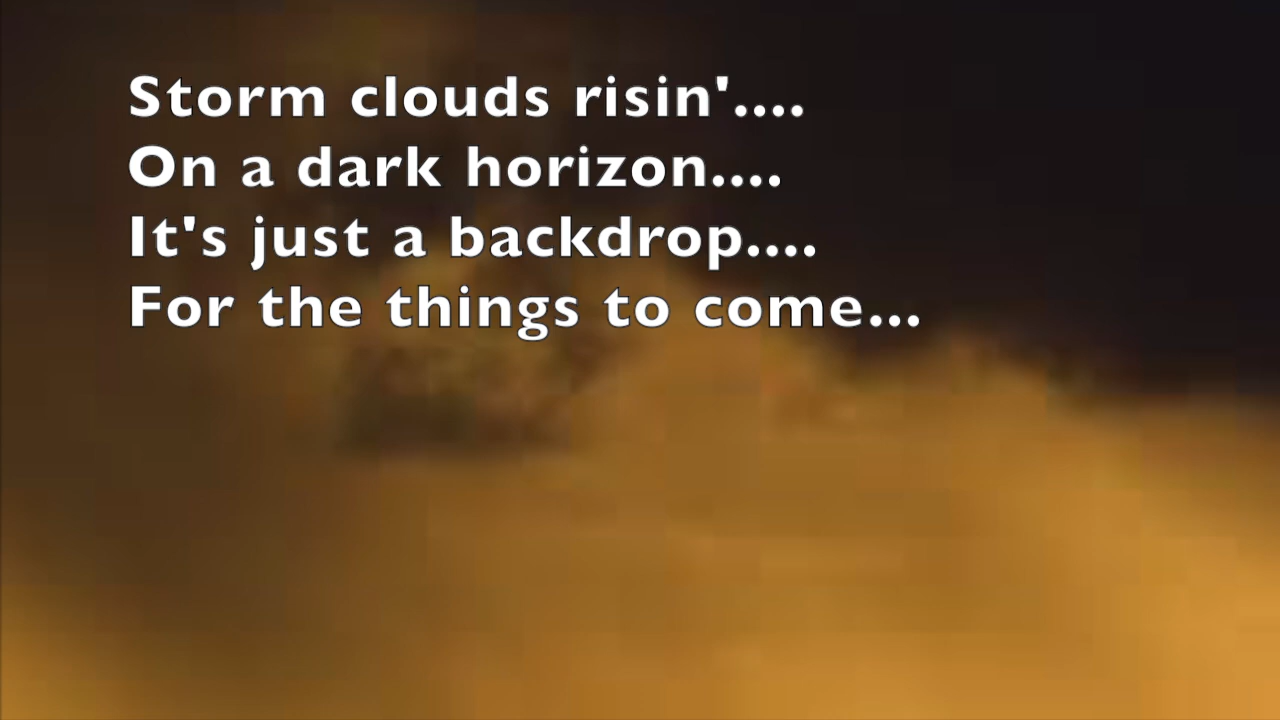 Storm clouds risin'....
On a dark horizon....
It's just a backdrop....
For the things to come...